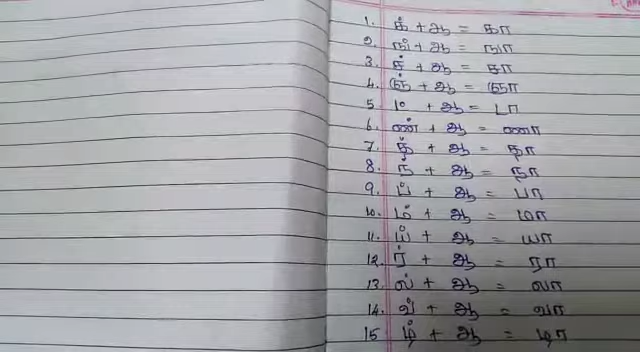 1. க் + ஆ = கா
2. ங் + ஆ = ஙா
3. ச் + ஆ = சா
4. ஞ் + ஆ = ஞா
5. ட் + ஆ = டா
6. ண் + ஆ = ணா
7. த் + ஆ = தா
8. ந் + ஆ = நா
9. ப் + ஆ = பா
10. ம் + ஆ = மா
11. ய் + ஆ = யா
12. ர் + ஆ = ரா
13. ல் + ஆ = லா
14. வ் + ஆ = வா
15 ழ் + ஆ = ழா